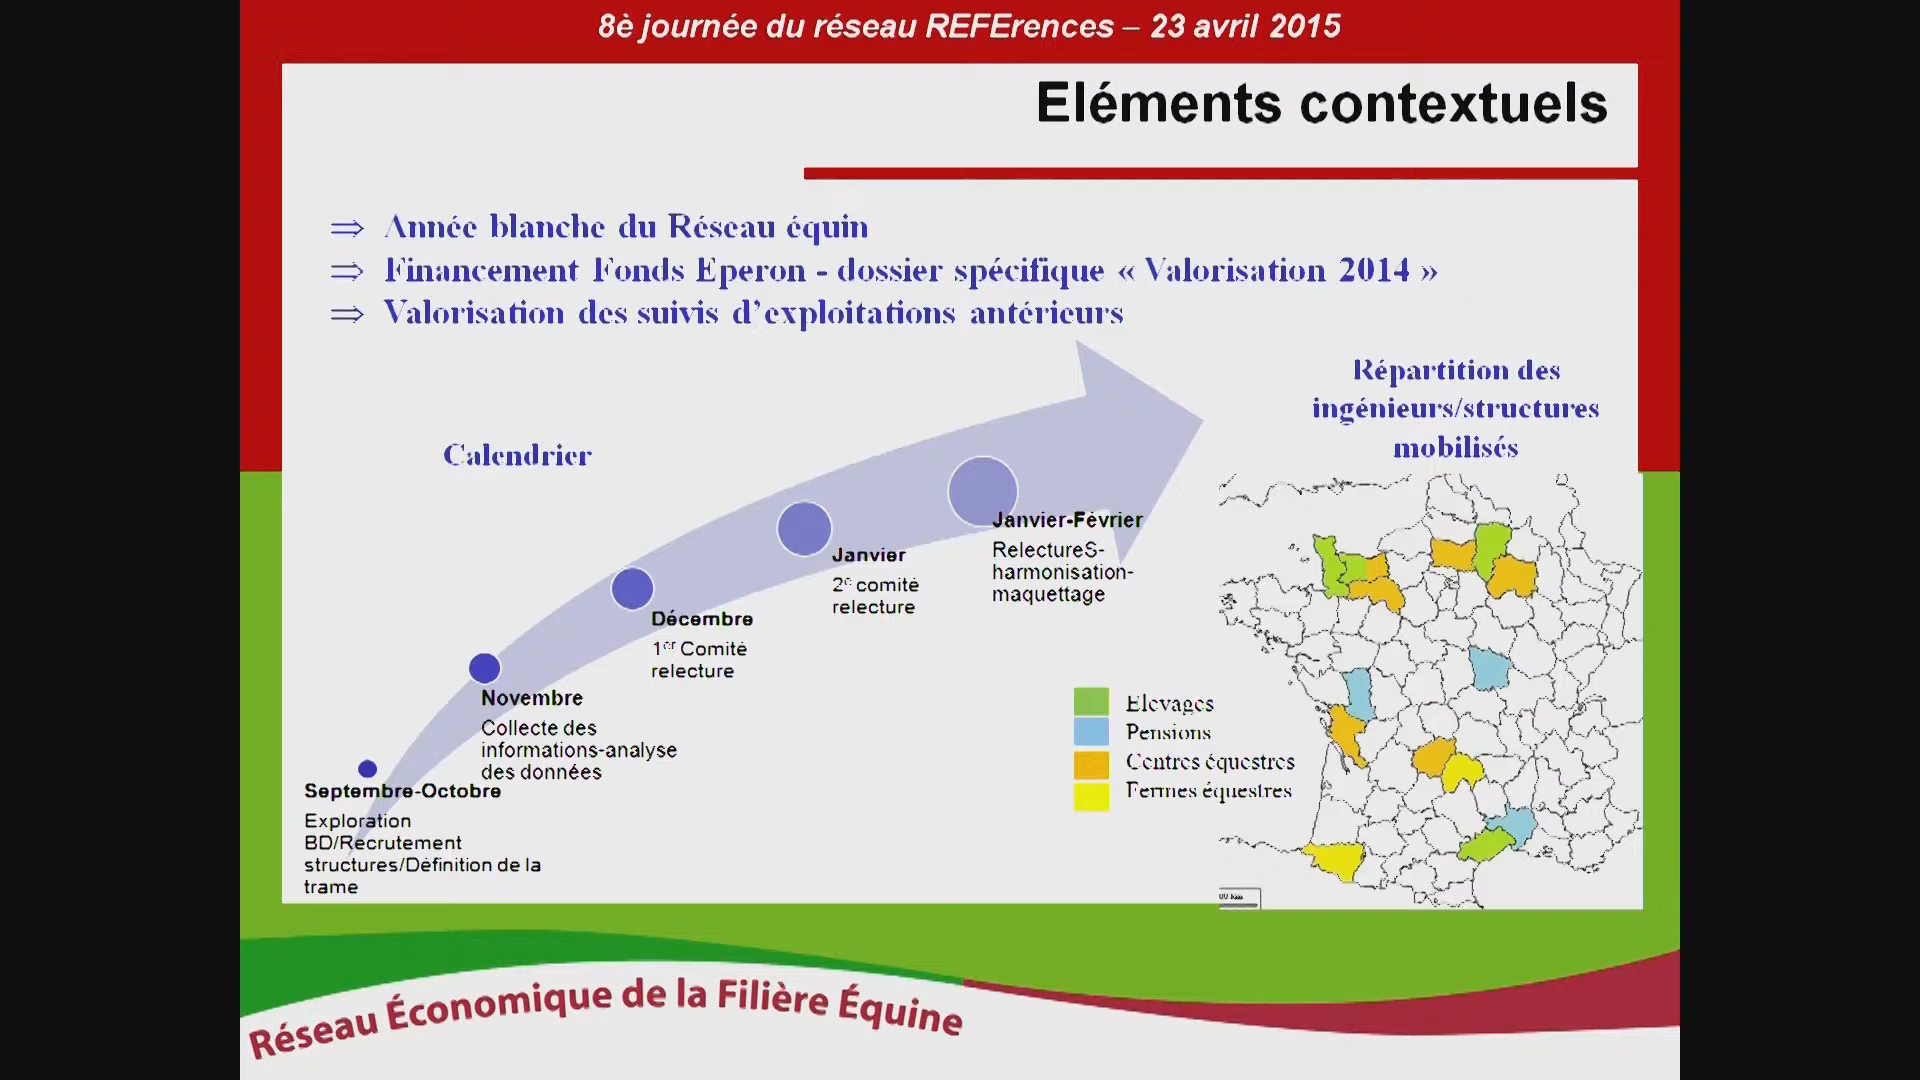 8è journée du réseau REFErences – 23 avril 2015
Eléments contextuels
⇒ Année blanche du Réseau équin
⇒ Financement Fonds Eperon - dossier spécifique « Valorisation 2014 »
⇒ Valorisation des suivis d’exploitations antérieurs
Calendrier
Septembre-Octobre
Exploration
BD/Recrutement
structures/Définition de la
trame
Novembre
Collecte des
informations-analyse
des données
Décembre
1er Comité
relecture
Janvier
2e comité
relecture
Janvier-Février
RelectureS-
harmonisation-
maquettage
Répartition des
ingénieurs/structures
mobilisés
Elevages
Pensions
Centres équestres
Fermes équestres
Réseau Économique de la Filière Équine